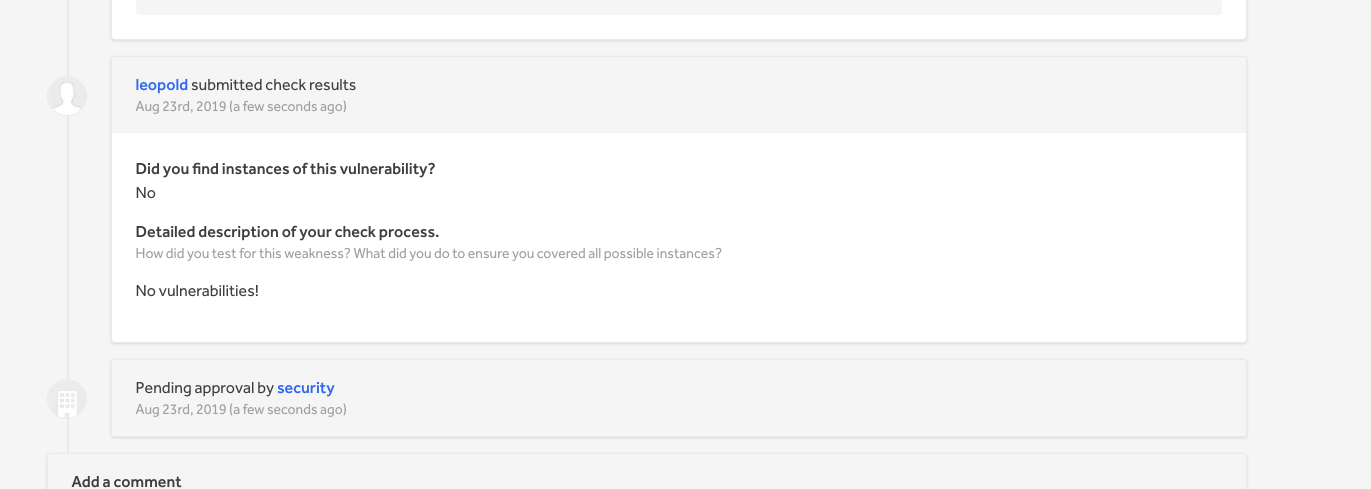 leopold submitted check results
Aug 23rd, 2019 (a few seconds ago)
Did you find instances of this vulnerability?
No
Detailed description of your check process.
How did you test for this weakness? What did you do to ensure you covered all possible instances?
No vulnerabilities!
Pending approval by security
Aug 23rd, 2019 (a few seconds ago)
Add a comment